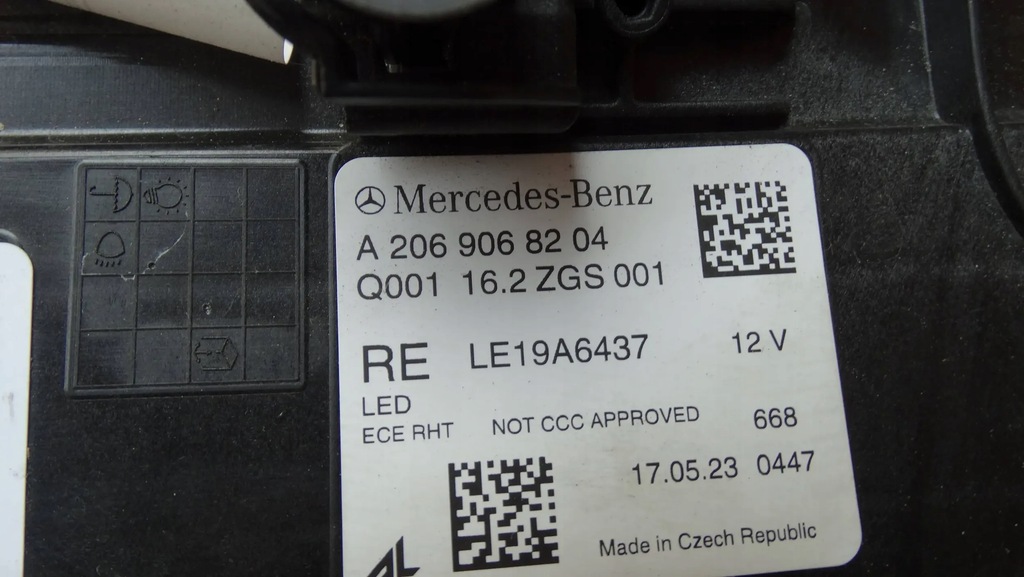 Mercedes-Benz
A 206 906 82 04
Q001 16.2 ZGS 001
RE LE19A6437 12 V
LED
ECE RHT NOT CCC APPROVED 668
17.05.23 0447
AL
Made in Czech Republic